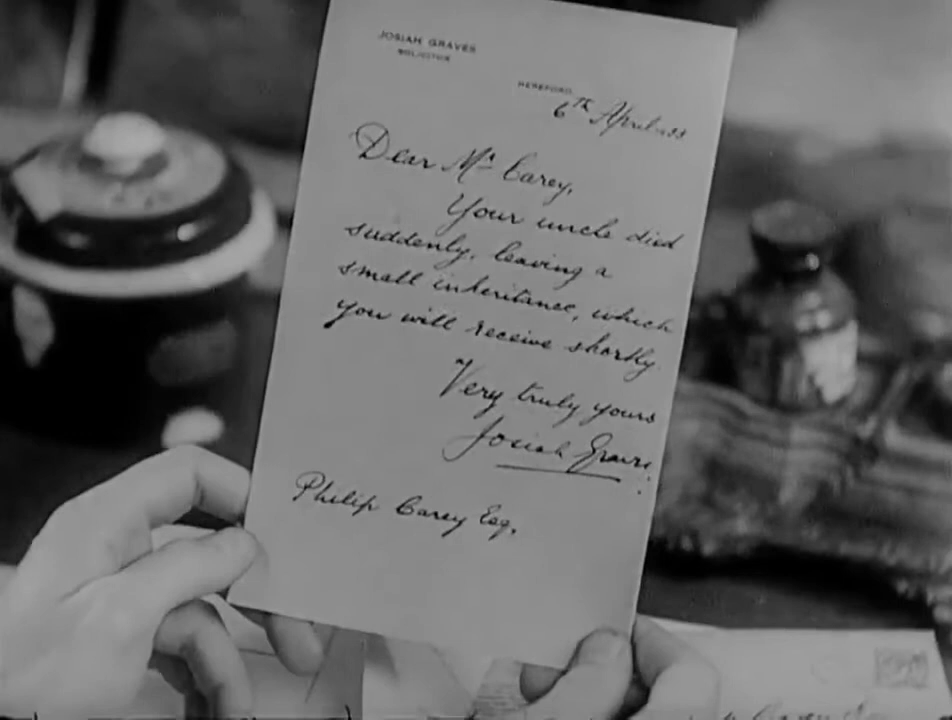 JOSIAH GRAVES
SOLICITOR
HEREFORD.
6TH April
Dear Mr Carey,
Your uncle died
suddenly, leaving a
small inheritance, which
you will receive shortly.
Very truly yours
Josiah Graves.
Philip Carey Esq.